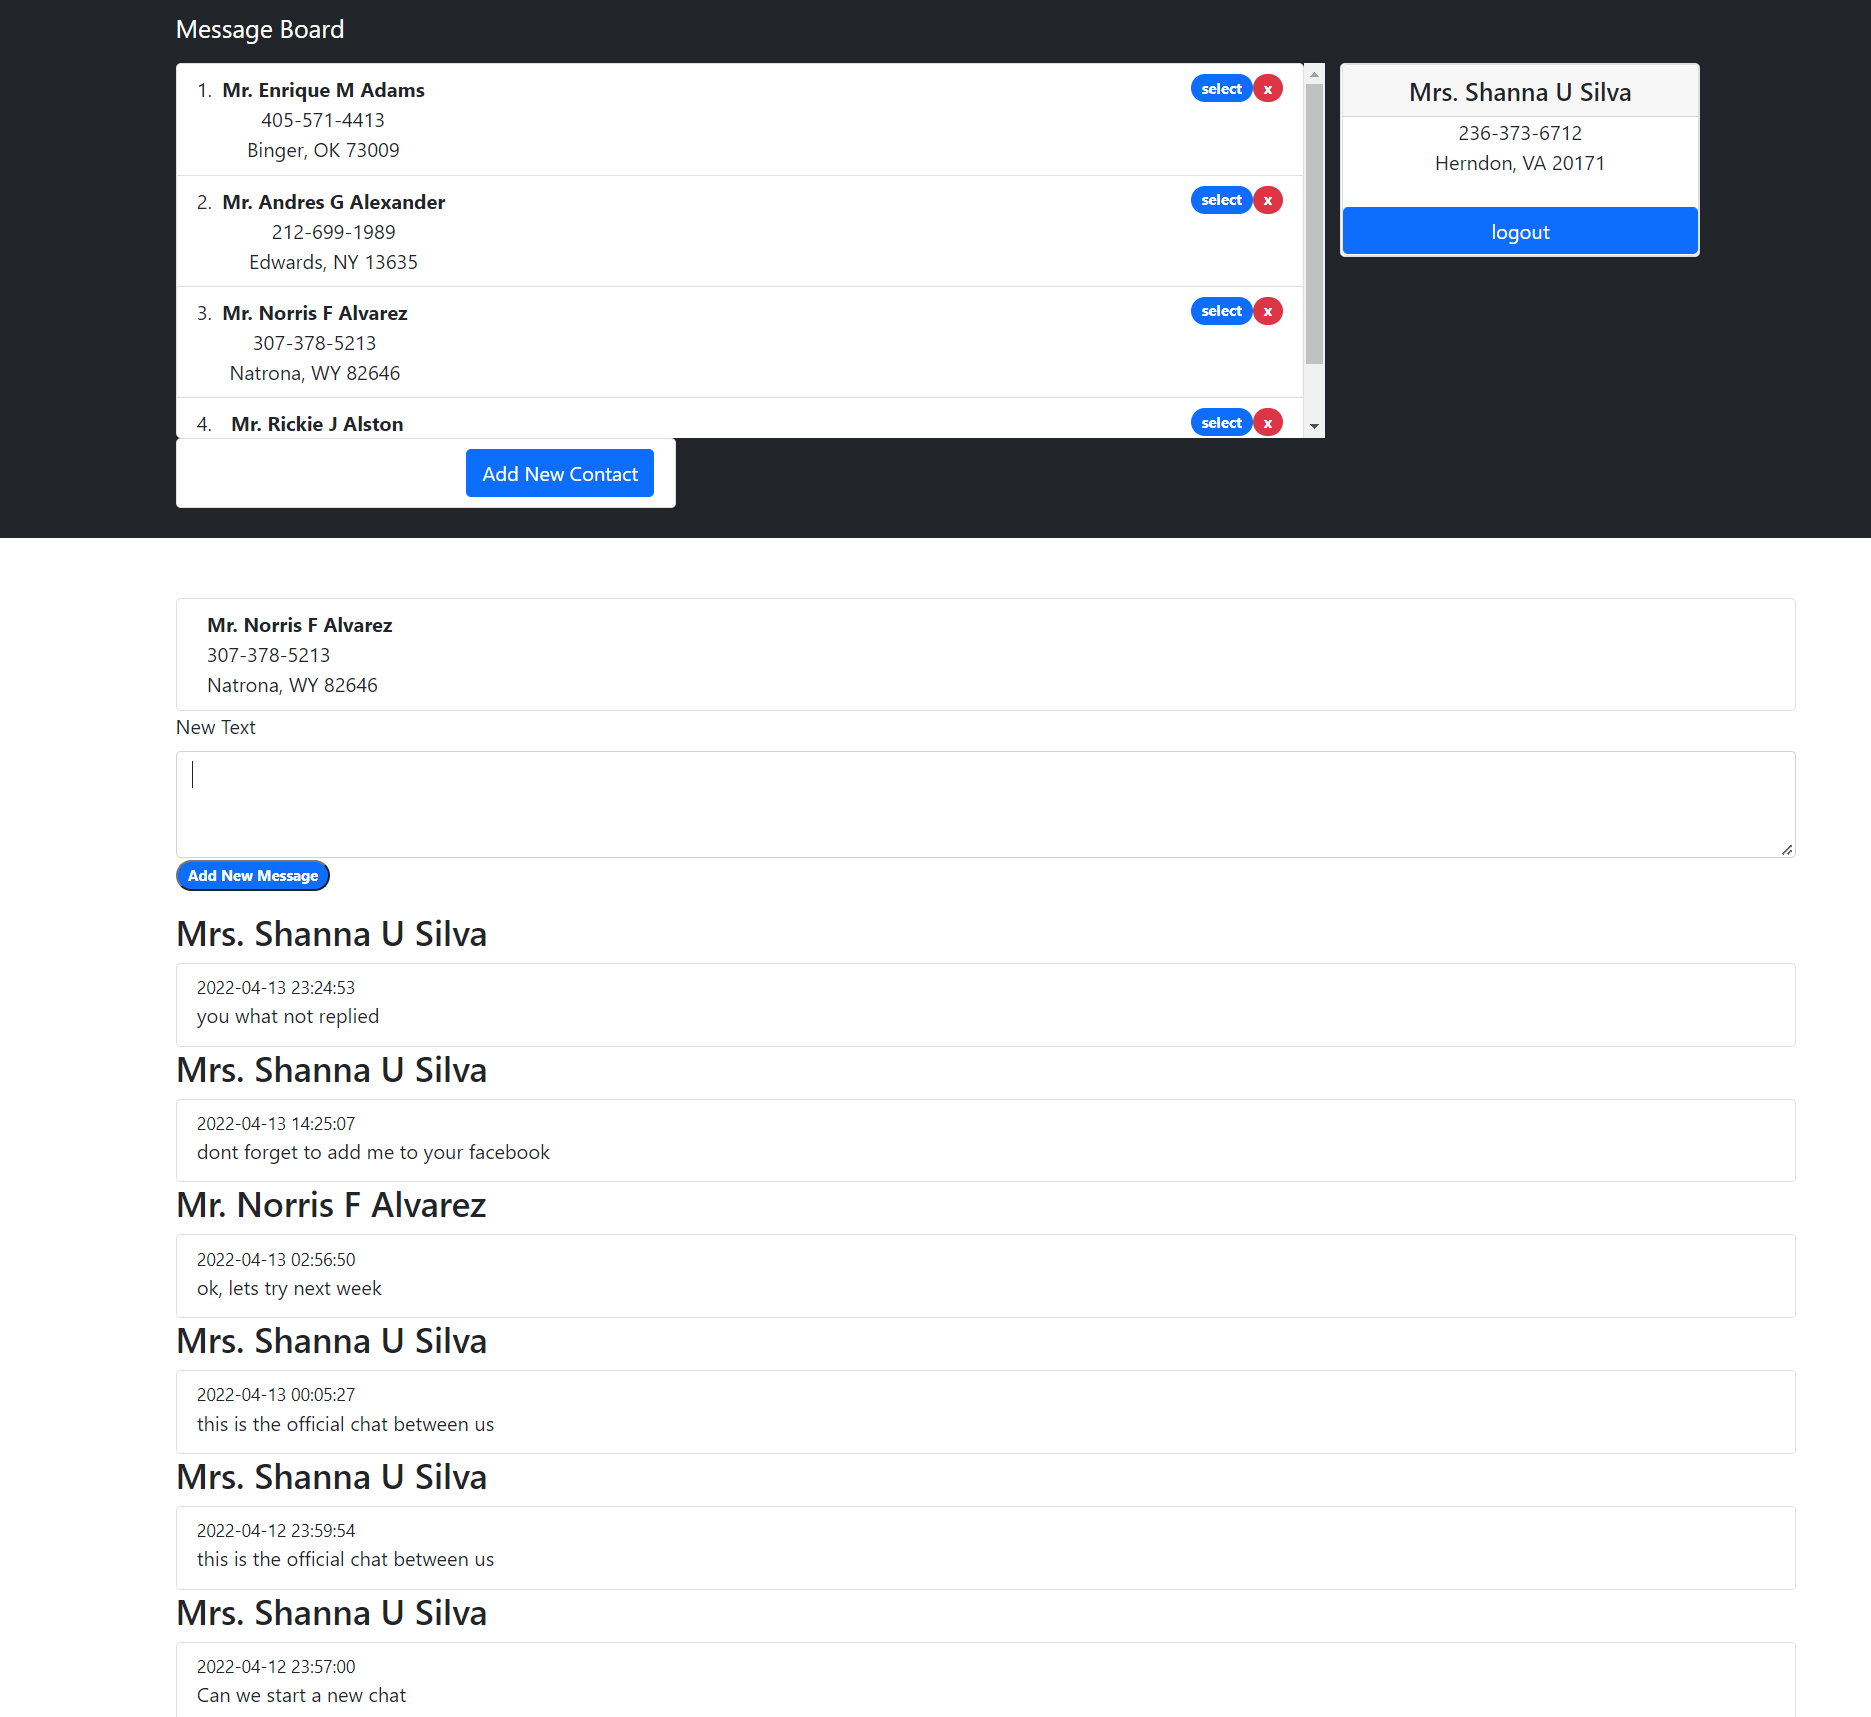 Message Board
1. Mr. Enrique M Adams select x
405-571-4413
Binger, OK 73009
2. Mr. Andres G Alexander select x
212-699-1989
Edwards, NY 13635
3. Mr. Norris F Alvarez select x
307-378-5213
Natrona, WY 82646
4. Mr. Rickie J Alston select x
Add New Contact
Mrs. Shanna U Silva
236-373-6712
Herndon, VA 20171
logout
Mr. Norris F Alvarez
307-378-5213
Natrona, WY 82646
New Text
Add New Message
Mrs. Shanna U Silva
2022-04-13 23:24:53
you what not replied
Mrs. Shanna U Silva
2022-04-13 14:25:07
dont forget to add me to your facebook
Mr. Norris F Alvarez
2022-04-13 02:56:50
ok, lets try next week
Mrs. Shanna U Silva
2022-04-13 00:05:27
this is the official chat between us
Mrs. Shanna U Silva
2022-04-12 23:59:54
this is the official chat between us
Mrs. Shanna U Silva
2022-04-12 23:57:00
Can we start a new chat